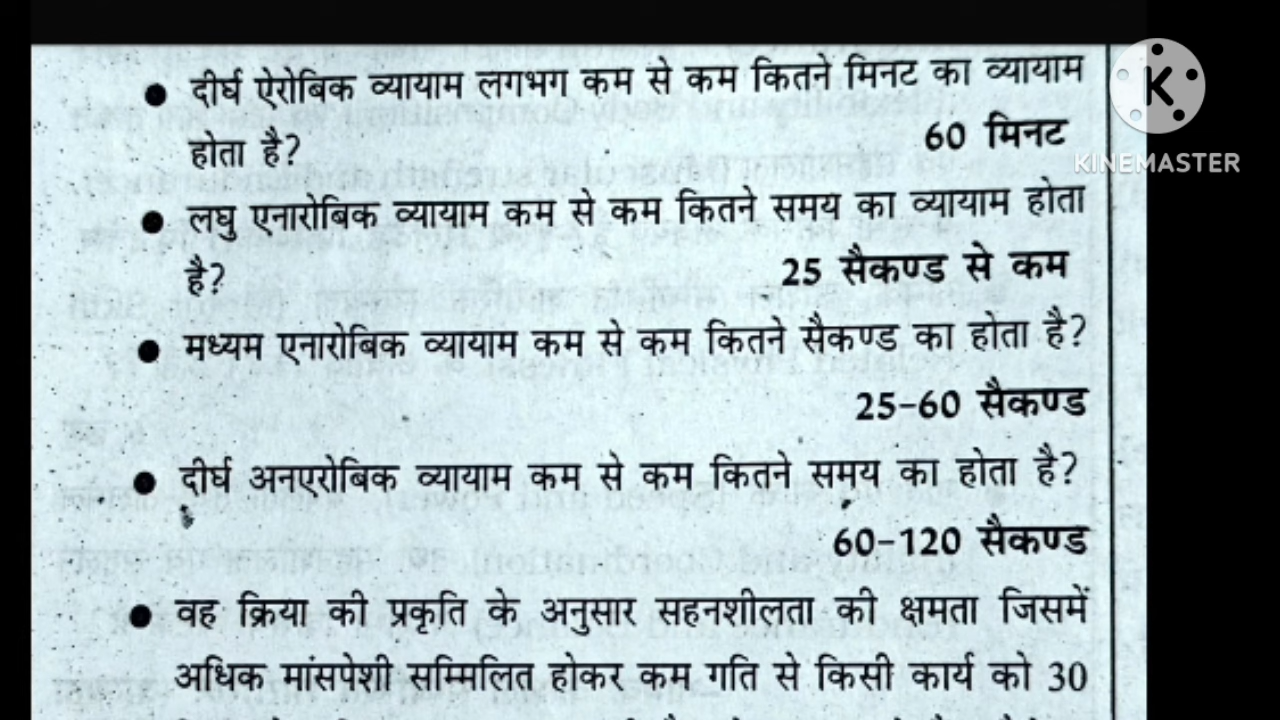 ● दीर्घ ऐरोबिक व्यायाम लगभग कम से कम कितने मिनट का व्यायाम
होता है? 60 मिनट
● लघु एनारोबिक व्यायाम कम से कम कितने समय का व्यायाम होता
है? 25 सैकण्ड से कम
● मध्यम एनारोबिक व्यायाम कम से कम कितने सैकण्ड का होता है?
25-60 सैकण्ड
● दीर्घ अनएरोबिक व्यायाम कम से कम कितने समय का होता है?
60-120 सैकण्ड
● वह क्रिया की प्रकृति के अनुसार सहनशीलता की क्षमता जिसमें
अधिक मांसपेशी सम्मिलित होकर कम गति से किसी कार्य को 30
K
KINEMASTER